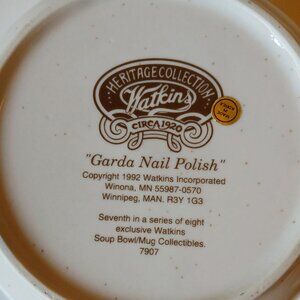 HERITAGE COLLECTION
Watkins
CIRCA 1920
"Garda Nail Polish"
Copyright 1992 Watkins Incorporated
Winona, MN 55987-0570
Winnipeg, MAN. R3Y 1G3
Seventh in a series of eight
exclusive Watkins
Soup Bowl/Mug Collectibles.
7907